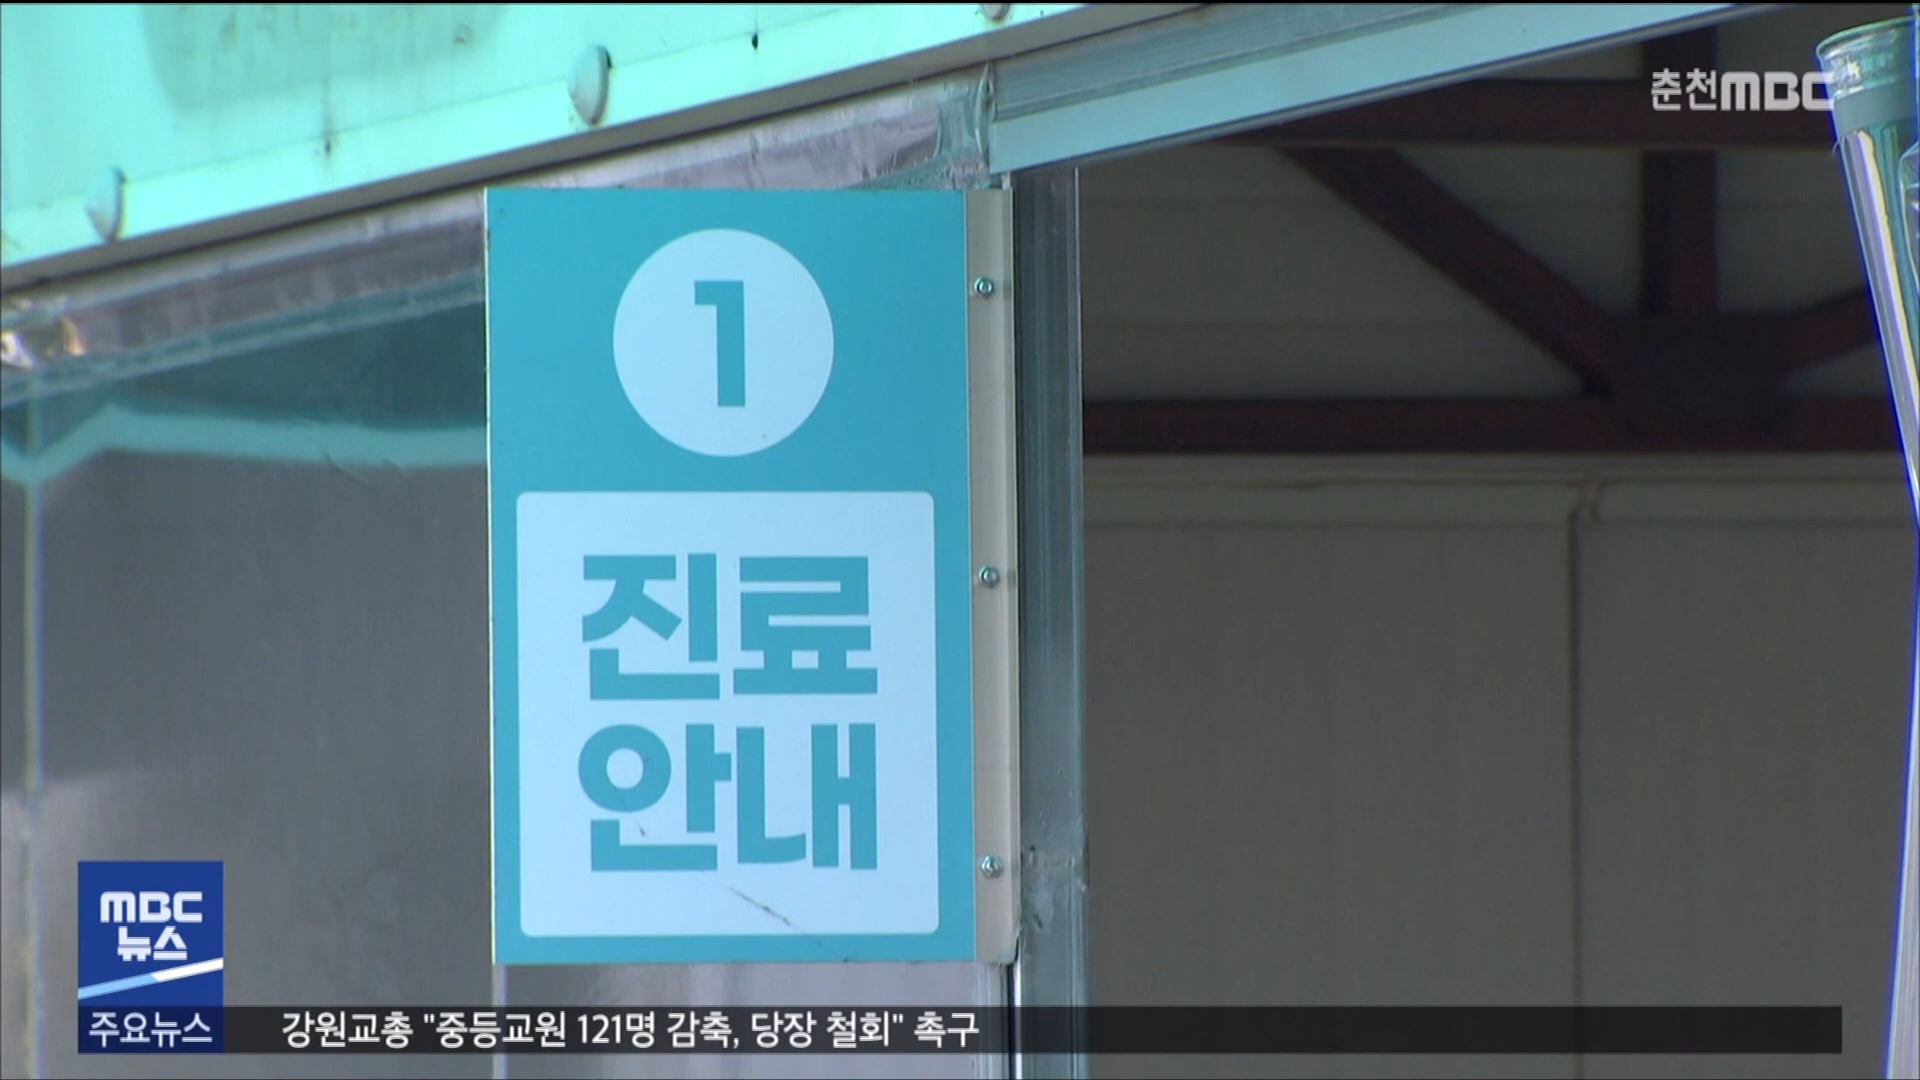 춘천MBC
1
진료
안내
MBC
뉴스
주요뉴스
강원교총 "중등교원 121명 감축, 당장 철회" 촉구